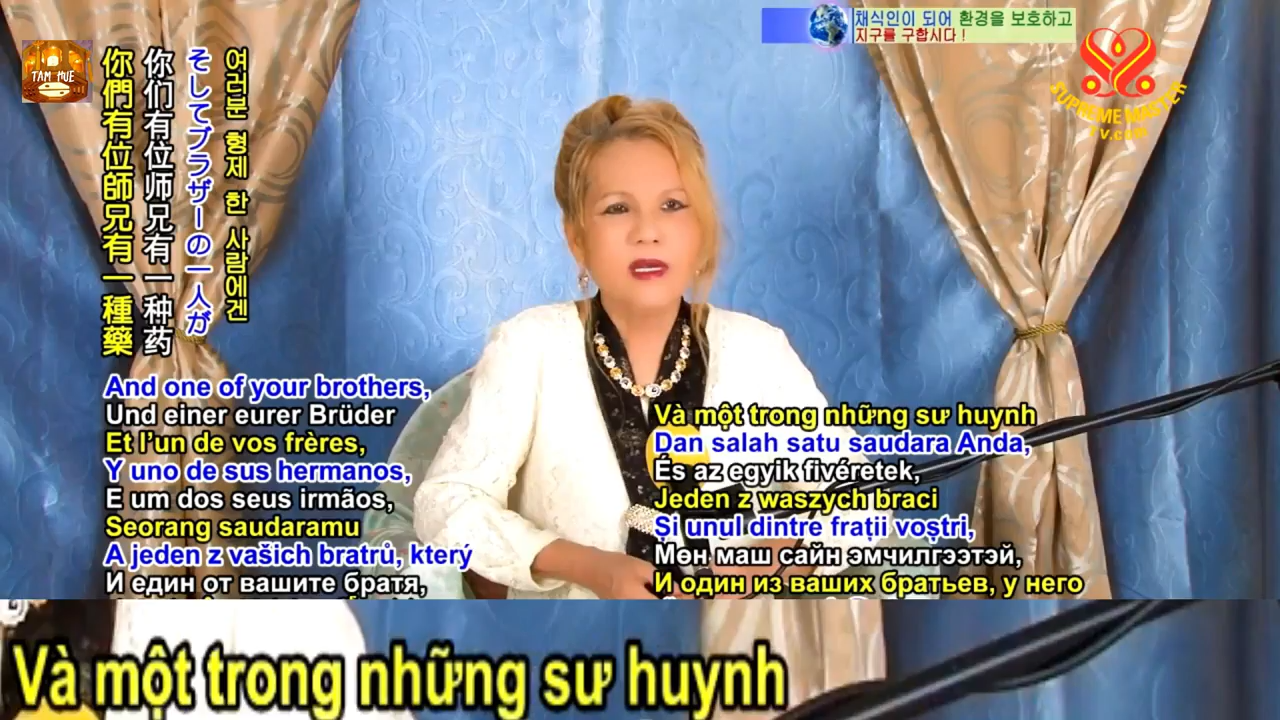 채식인이 되어 환경을 보호하고
지구를 구합시다 !
TÂM HUỆ
SUPREME MASTER
TV.com
你們有位師兄有一種藥
你们有位师兄有一种药
そしてブラザーの一人が
여러분 형제 한 사람에겐
And one of your brothers,
Und einer eurer Brüder
Et l’un de vos frères,
Y uno de sus hermanos,
E um dos seus irmãos,
Seorang saudaramu
A jeden z vašich bratrů, který
И един от вашите братя,
Và một trong những sư huynh
Dan salah satu saudara Anda,
És az egyik fivéretek,
Jeden z waszych braci
Și unul dintre frații voștri,
Мөн маш сайн эмчилгээтэй,
И один из ваших братьев, у него
Và một trong những sư huynh